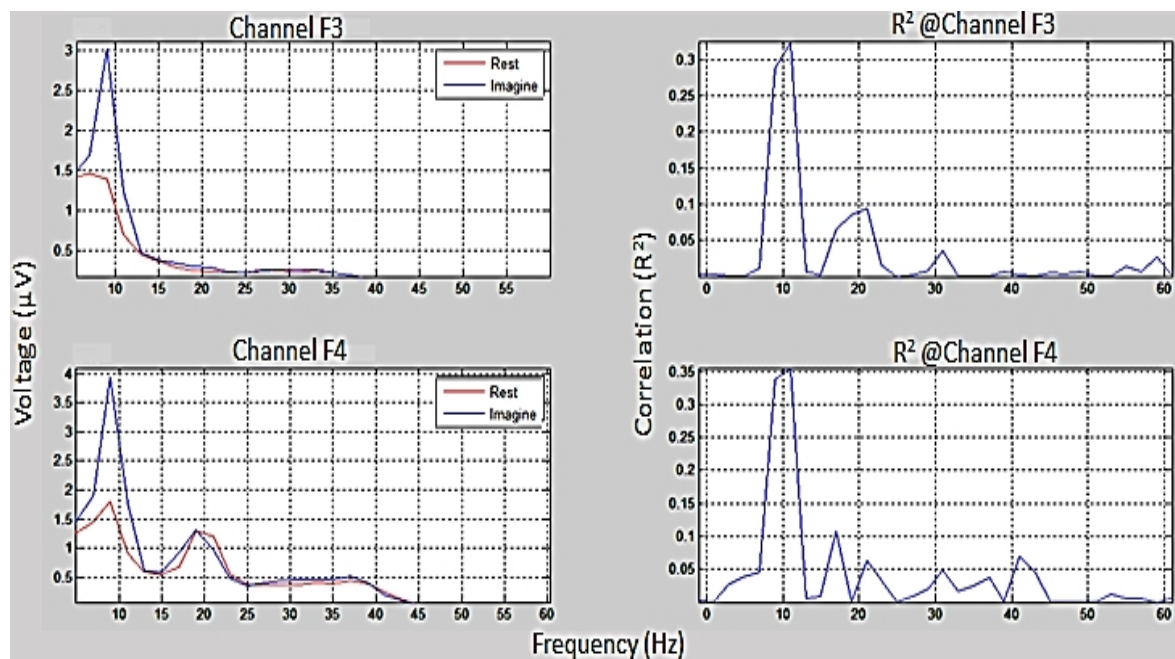 Channel F3
3
2.5
2
1.5
1
0.5
Rest
Imagine
10 15 20 25 30 35 40 45 50 55
R² @Channel F3
0.3
0.25
0.2
0.15
0.1
0.05
0 10 20 30 40 50 60
Voltage (µV)
Correlation (R²)
Channel F4
4
3.5
3
2.5
2
1.5
1
0.5
Rest
Imagine
10 15 20 25 30 35 40 45 50 55 60
R² @Channel F4
0.35
0.3
0.25
0.2
0.15
0.1
0.05
0 10 20 30 40 50 60
Frequency (Hz)